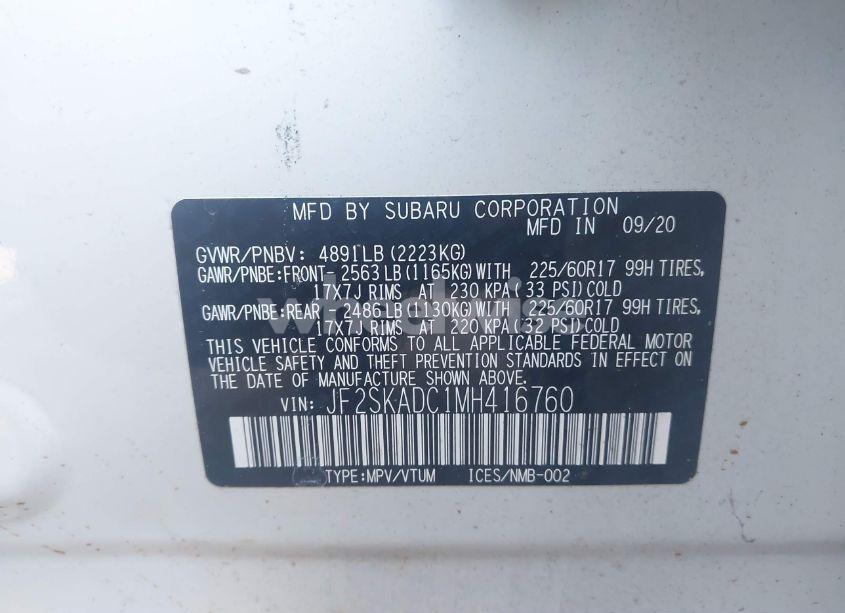 MFD BY SUBARU CORPORATION
MFD IN 09/20
GVWR/PNBV: 4891LB (2223KG)
GAWR/PNBE:FRONT- 2563 LB (1165KG) WITH 225/60R17 99H TIRES,
17X7J RIMS AT 230 KPA ( 33 PSI) COLD
GAWR/PNBE:REAR - 2486 LB (1130KG) WITH 225/60R17 99H TIRES,
17X7J RIMS AT 220 KPA ( 32 PSI) COLD
THIS VEHICLE CONFORMS TO ALL APPLICABLE FEDERAL MOTOR
VEHICLE SAFETY AND THEFT PREVENTION STANDARDS IN EFFECT ON
THE DATE OF MANUFACTURE SHOWN ABOVE.
VIN: JF2SKADC1MH416760
TYPE:MPV/VTUM ICES/NMB-002